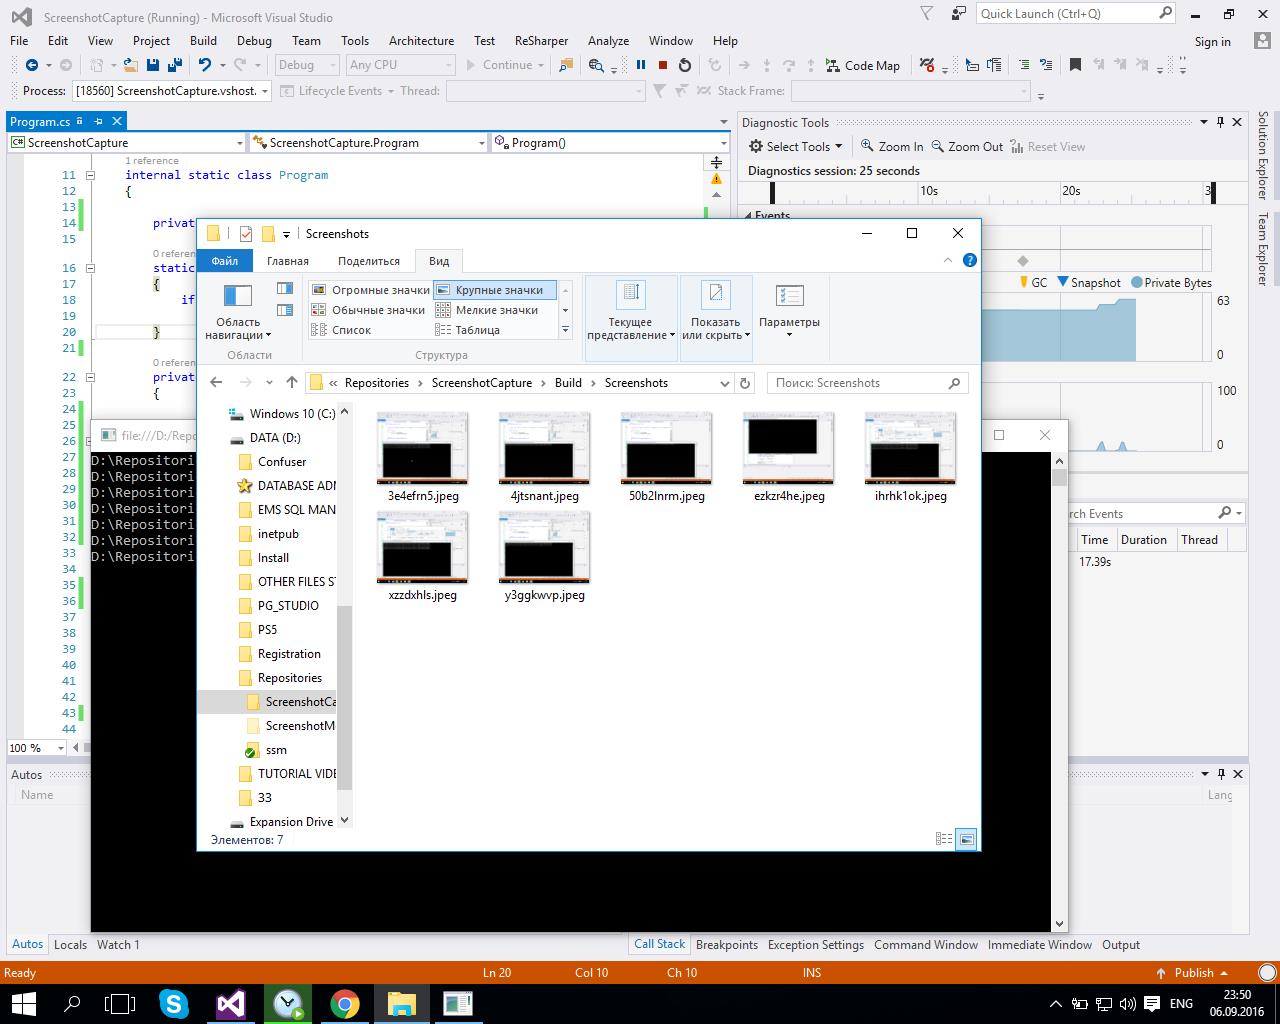 ScreenshotCapture (Running) - Microsoft Visual Studio
Quick Launch (Ctrl+Q)
File Edit View Project Build Debug Team Tools Architecture Test ReSharper Analyze Window Help
Sign in
Debug Any CPU Continue Code Map
Process: [18560] ScreenshotCapture.vshost. Lifecycle Events Thread: Stack Frame:
Program.cs
ScreenshotCapture ScreenshotCapture.Program Program()
1 reference
11 internal static class Program
12 {
13
14 privat
15
0 referenc
16 static
17 {
18 if
19
20 }
21
0 referenc
22 private
23 {
24
25
26
27
28
29
30
31
32
33
34
35
36
37
38
39
40
41
42
43
44
100 %
Diagnostic Tools
Select Tools Zoom In Zoom Out Reset View
Diagnostics session: 25 seconds
10s 20s 3
Events
GC Snapshot Private Bytes
63
0
100
0
rch Events
Time Duration Thread
17.39s
Solution Explorer
Team Explorer
file:///D:/Repo
D:\Repositori
D:\Repositori
D:\Repositori
D:\Repositori
D:\Repositori
D:\Repositori
D:\Repositori
Screenshots
Файл Главная Поделиться Вид
Область навигации
Области
Огромные значки Крупные значки
Обычные значки Мелкие значки
Список Таблица
Структура
Текущее представление
Показать или скрыть
Параметры
« Repositories › ScreenshotCapture › Build › Screenshots
Поиск: Screenshots
Windows 10 (C:)
DATA (D:)
Confuser
DATABASE ADM
EMS SQL MAN
inetpub
Install
OTHER FILES ST
PG_STUDIO
PS5
Registration
Repositories
ScreenshotCa
ScreenshotM
ssm
TUTORIAL VIDE
33
Expansion Drive
3e4efrn5.jpeg 4jtsnant.jpeg 50b2lnrm.jpeg ezkzr4he.jpeg ihrhk1ok.jpeg
xzzdxhls.jpeg y3ggkwvp.jpeg
Элементов: 7
Autos
Name
Lang
Autos Locals Watch 1
Call Stack Breakpoints Exception Settings Command Window Immediate Window Output
Ready Ln 20 Col 10 Ch 10 INS Publish
ENG
23:50
06.09.2016